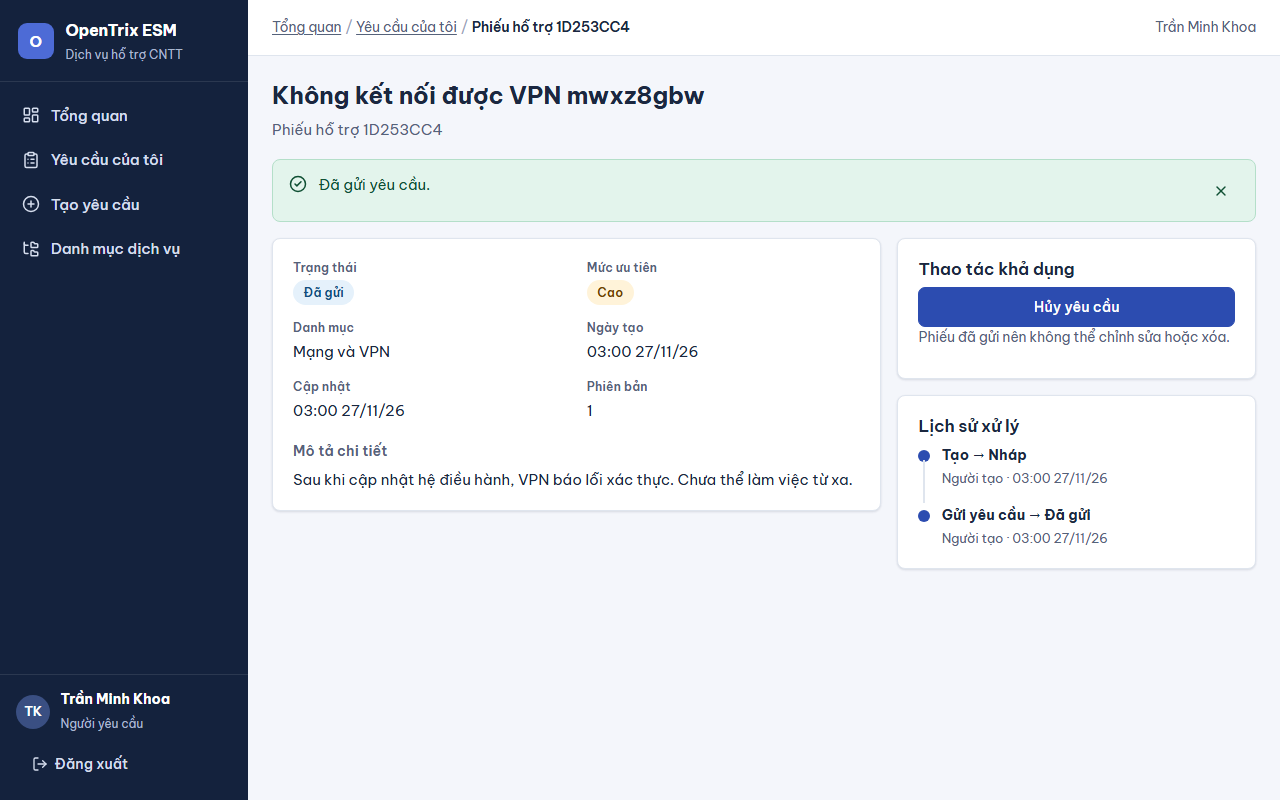 O
OpenTrix ESM
Dịch vụ hỗ trợ CNTT
Tổng quan
Yêu cầu của tôi
Tạo yêu cầu
Danh mục dịch vụ
TK
Trần Minh Khoa
Người yêu cầu
Đăng xuất
Tổng quan / Yêu cầu của tôi / Phiếu hỗ trợ 1D253CC4
Trần Minh Khoa
Không kết nối được VPN mwxz8gbw
Phiếu hỗ trợ 1D253CC4
Đã gửi yêu cầu.
Trạng thái
Đã gửi
Mức ưu tiên
Cao
Danh mục
Mạng và VPN
Ngày tạo
03:00 27/11/26
Cập nhật
03:00 27/11/26
Phiên bản
1
Mô tả chi tiết
Sau khi cập nhật hệ điều hành, VPN báo lỗi xác thực. Chưa thể làm việc từ xa.
Thao tác khả dụng
Hủy yêu cầu
Phiếu đã gửi nên không thể chỉnh sửa hoặc xóa.
Lịch sử xử lý
Tạo → Nháp
Người tạo · 03:00 27/11/26
Gửi yêu cầu → Đã gửi
Người tạo · 03:00 27/11/26